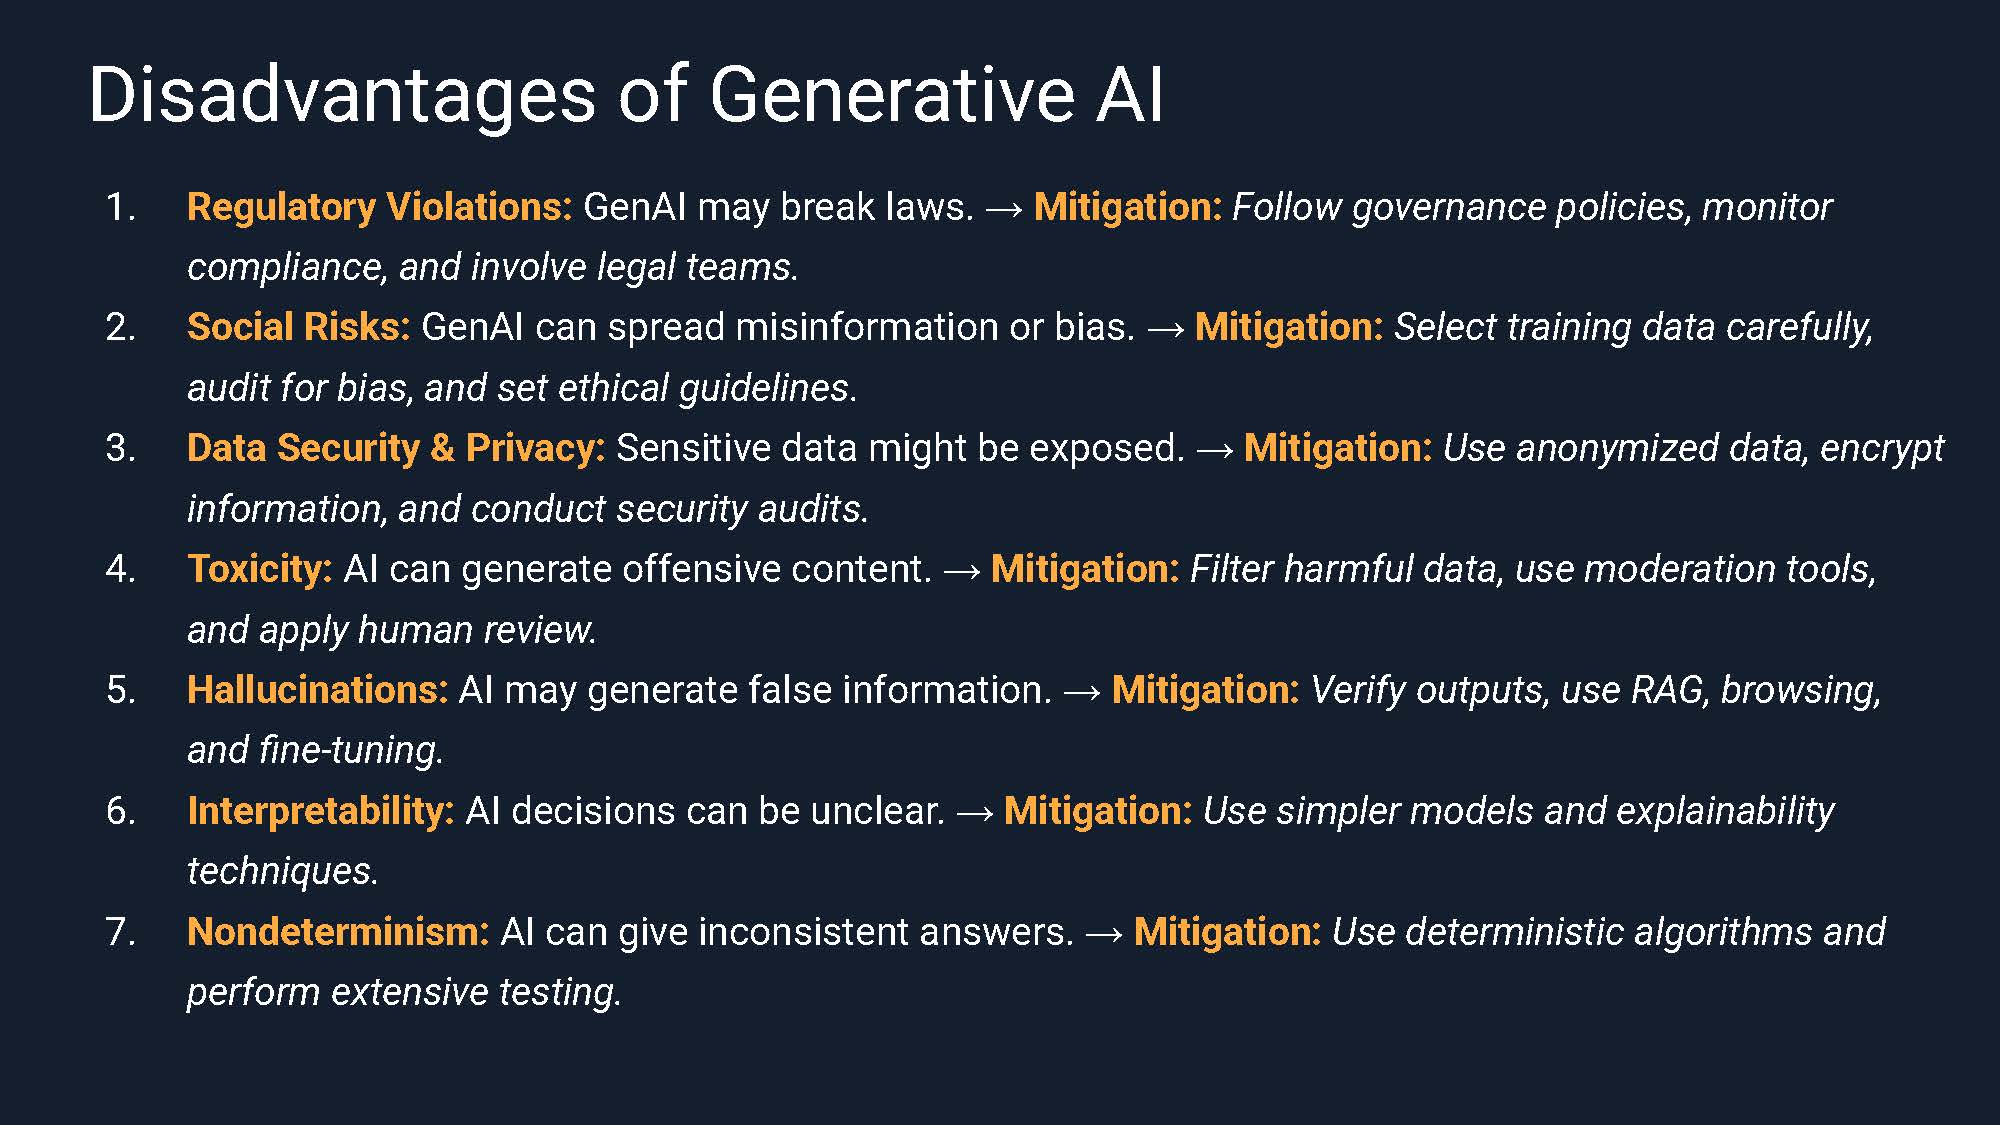 Disadvantages of Generative AI
1. Regulatory Violations: GenAI may break laws. → Mitigation: Follow governance policies, monitor
compliance, and involve legal teams.
2. Social Risks: GenAI can spread misinformation or bias. → Mitigation: Select training data carefully,
audit for bias, and set ethical guidelines.
3. Data Security & Privacy: Sensitive data might be exposed. → Mitigation: Use anonymized data, encrypt
information, and conduct security audits.
4. Toxicity: AI can generate offensive content. → Mitigation: Filter harmful data, use moderation tools,
and apply human review.
5. Hallucinations: AI may generate false information. → Mitigation: Verify outputs, use RAG, browsing,
and fine-tuning.
6. Interpretability: AI decisions can be unclear. → Mitigation: Use simpler models and explainability
techniques.
7. Nondeterminism: AI can give inconsistent answers. → Mitigation: Use deterministic algorithms and
perform extensive testing.